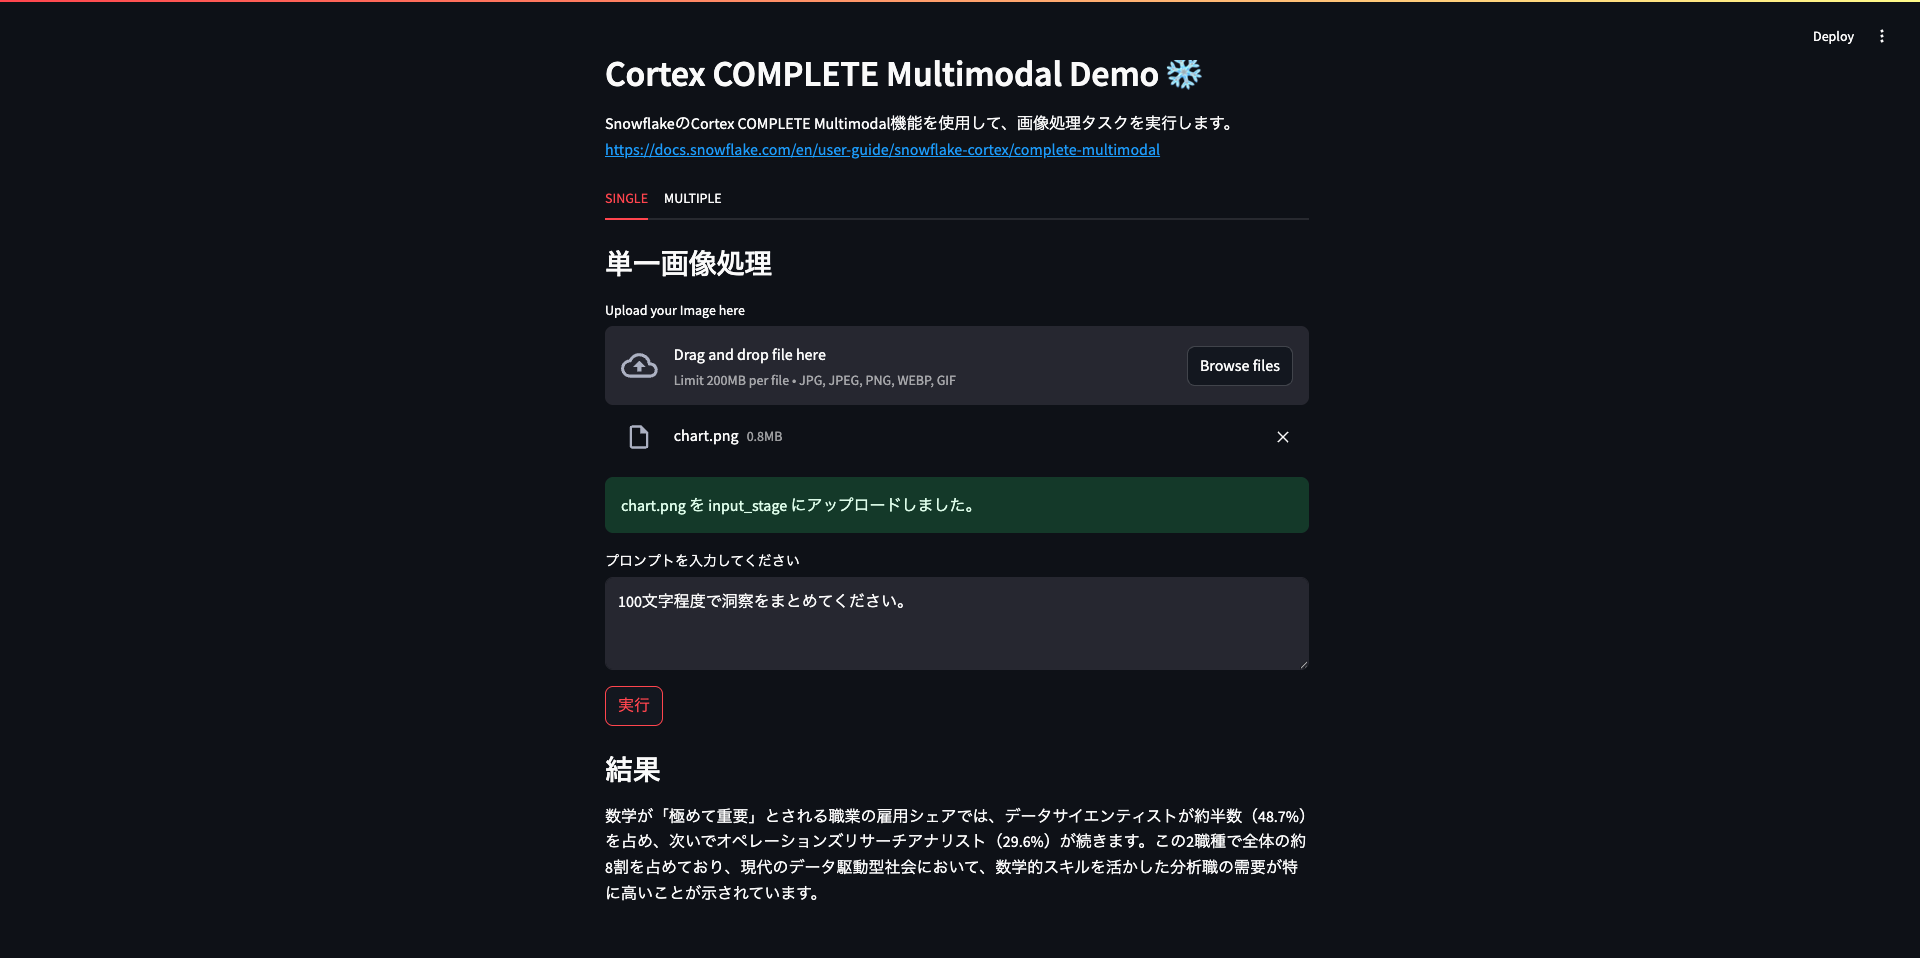 Deploy
Cortex COMPLETE Multimodal Demo ❄️
SnowflakeのCortex COMPLETE Multimodal機能を使用して、画像処理タスクを実行します。
https://docs.snowflake.com/en/user-guide/snowflake-cortex/complete-multimodal
SINGLE MULTIPLE
単一画像処理
Upload your Image here
Drag and drop file here
Limit 200MB per file • JPG, JPEG, PNG, WEBP, GIF
Browse files
chart.png 0.8MB
chart.png を input_stage にアップロードしました。
プロンプトを入力してください
100文字程度で洞察をまとめてください。
実行
結果
数学が「極めて重要」とされる職業の雇用シェアでは、データサイエンティストが約半数（48.7%）
を占め、次いでオペレーションズリサーチアナリスト（29.6%）が続きます。この2職種で全体の約
8割を占めており、現代のデータ駆動型社会において、数学的スキルを活かした分析職の需要が特
に高いことが示されています。